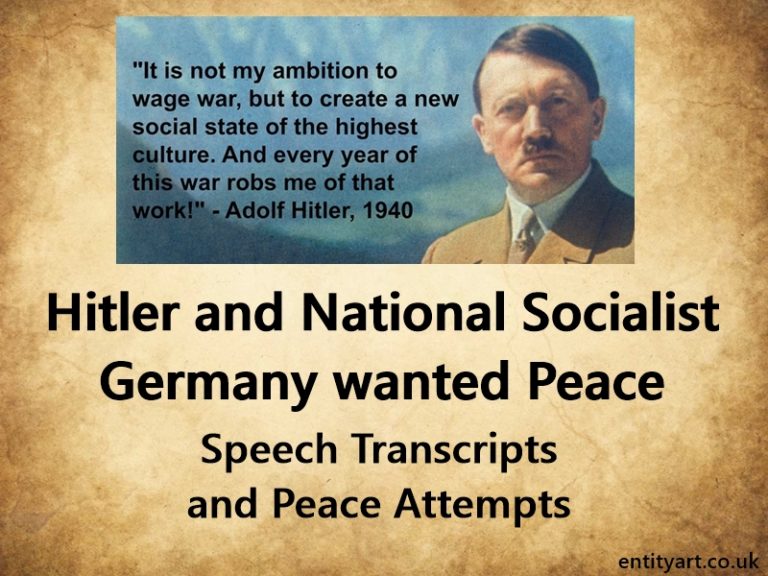 "It is not my ambition to
wage war, but to create a new
social state of the highest
culture. And every year of
this war robs me of that
work!" - Adolf Hitler, 1940
Hitler and National Socialist
Germany wanted Peace
Speech Transcripts
and Peace Attempts
entityart.co.uk